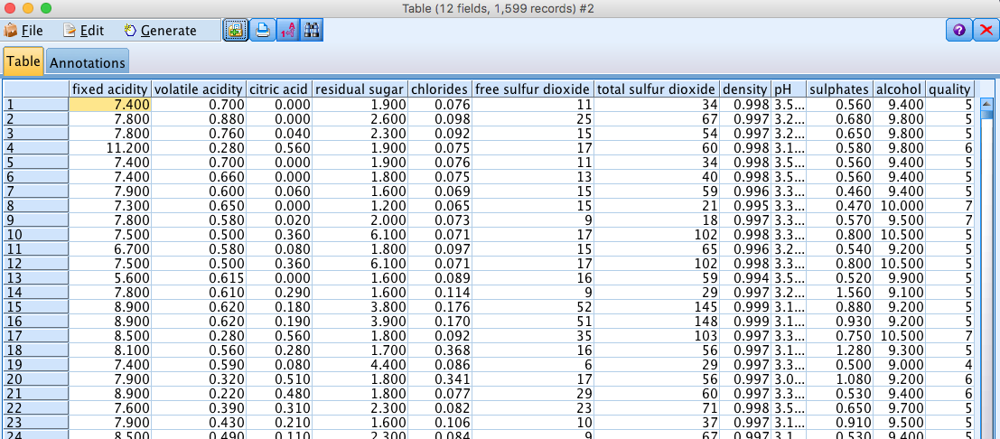 Table (12 fields, 1,599 records) #2
File Edit Generate
Table Annotations
fixed acidity volatile acidity citric acid residual sugar chlorides free sulfur dioxide total sulfur dioxide density pH sulphates alcohol quality
1 7.400 0.700 0.000 1.900 0.076 11 34 0.998 3.5... 0.560 9.400 5
2 7.800 0.880 0.000 2.600 0.098 25 67 0.997 3.2... 0.680 9.800 5
3 7.800 0.760 0.040 2.300 0.092 15 54 0.997 3.2... 0.650 9.800 5
4 11.200 0.280 0.560 1.900 0.075 17 60 0.998 3.1... 0.580 9.800 6
5 7.400 0.700 0.000 1.900 0.076 11 34 0.998 3.5... 0.560 9.400 5
6 7.400 0.660 0.000 1.800 0.075 13 40 0.998 3.5... 0.560 9.400 5
7 7.900 0.600 0.060 1.600 0.069 15 59 0.996 3.3... 0.460 9.400 5
8 7.300 0.650 0.000 1.200 0.065 15 21 0.995 3.3... 0.470 10.000 7
9 7.800 0.580 0.020 2.000 0.073 9 18 0.997 3.3... 0.570 9.500 7
10 7.500 0.500 0.360 6.100 0.071 17 102 0.998 3.3... 0.800 10.500 5
11 6.700 0.580 0.080 1.800 0.097 15 65 0.996 3.2... 0.540 9.200 5
12 7.500 0.500 0.360 6.100 0.071 17 102 0.998 3.3... 0.800 10.500 5
13 5.600 0.615 0.000 1.600 0.089 16 59 0.994 3.5... 0.520 9.900 5
14 7.800 0.610 0.290 1.600 0.114 9 29 0.997 3.2... 1.560 9.100 5
15 8.900 0.620 0.180 3.800 0.176 52 145 0.999 3.1... 0.880 9.200 5
16 8.900 0.620 0.190 3.900 0.170 51 148 0.999 3.1... 0.930 9.200 5
17 8.500 0.280 0.560 1.800 0.092 35 103 0.997 3.3... 0.750 10.500 7
18 8.100 0.560 0.280 1.700 0.368 16 56 0.997 3.1... 1.280 9.300 5
19 7.400 0.590 0.080 4.400 0.086 6 29 0.997 3.3... 0.500 9.000 4
20 7.900 0.320 0.510 1.800 0.341 17 56 0.997 3.0... 1.080 9.200 6
21 8.900 0.220 0.480 1.800 0.077 29 60 0.997 3.3... 0.530 9.400 6
22 7.600 0.390 0.310 2.300 0.082 23 71 0.998 3.5... 0.650 9.700 5
23 7.900 0.430 0.210 1.600 0.106 10 37 0.997 3.1... 0.910 9.500 5
24 8.500 0.490 0.110 2.300 0.084 9 67 0.997 3.1... 0.530 9.400 5